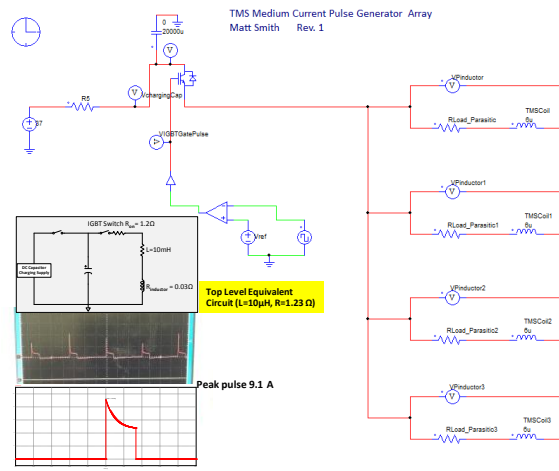 TMS Medium Current Pulse Generator Array
Matt Smith Rev. 1
0
20000u
V
V
VchargingCap
R5
67
VIGBTGatePulse
Vref
VPinductor
V
RLoad_Parasitic
TMSCoil
6u
VPinductor1
V
RLoad_Parasitic1
TMSCoil1
6u
VPinductor2
V
RLoad_Parasitic2
TMSCoil2
6u
VPinductor3
V
RLoad_Parasitic3
TMSCoil3
6u
IGBT Switch Ron= 1.2Ω
L=10mH
Rinductor = 0.03Ω
DC Capacitor
Charging Supply
Top Level Equivalent
Circuit (L=10µH, R=1.23 Ω)
Peak pulse 9.1 A